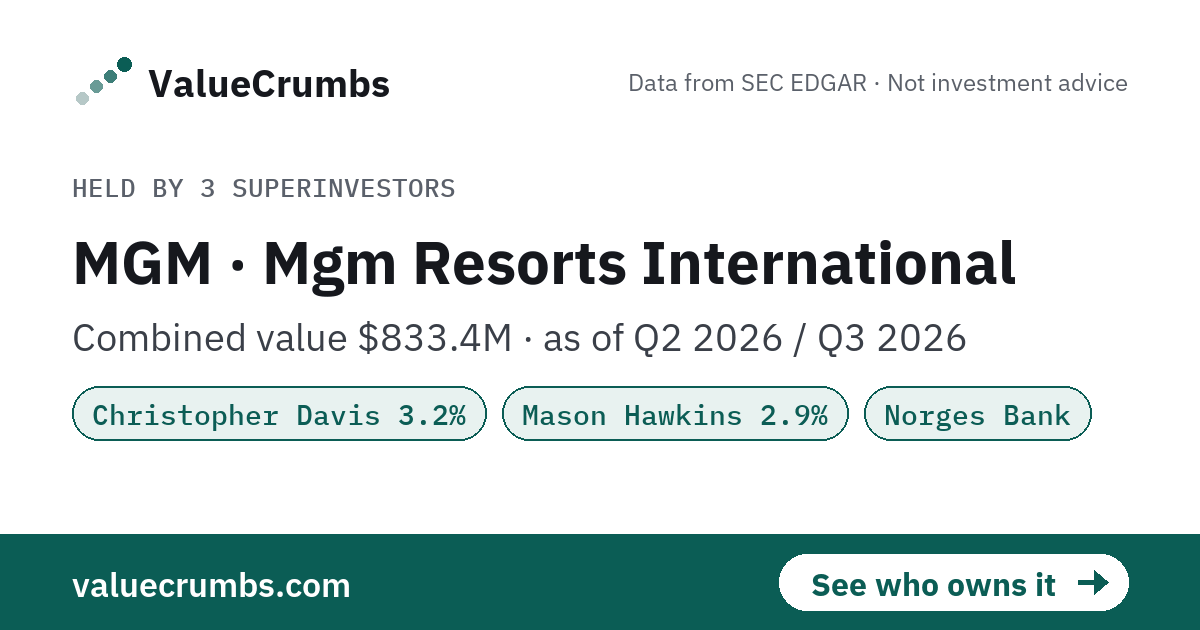 ValueCrumbs
Data from SEC EDGAR · Not investment advice
HELD BY 3 SUPERINVESTORS
MGM · Mgm Resorts International
Combined value $833.4M · as of Q2 2026 / Q3 2026
Christopher Davis 3.2% Mason Hawkins 2.9% Norges Bank
valuecrumbs.com
See who owns it →